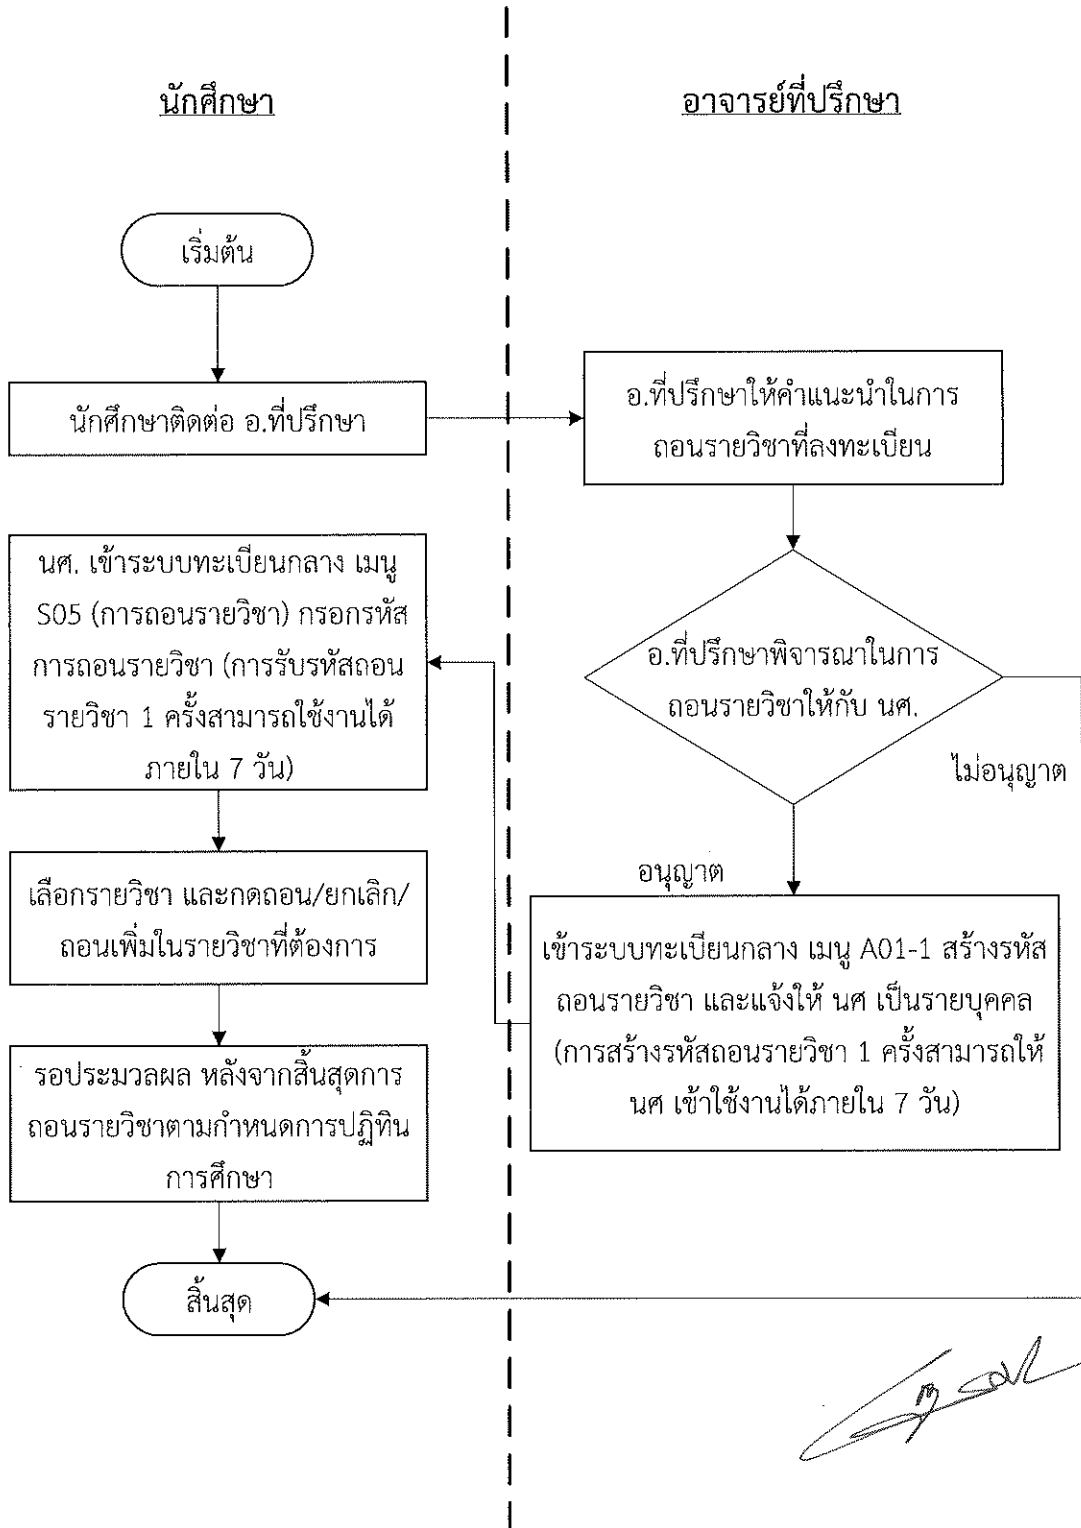 นักศึกษา
อาจารย์ที่ปรึกษา
เริ่มต้น
นักศึกษาติดต่อ อ.ที่ปรึกษา
อ.ที่ปรึกษาให้คำแนะนำในการ
ถอนรายวิชาที่ลงทะเบียน
อ.ที่ปรึกษาพิจารณาในการ
ถอนรายวิชาให้กับ นศ.
ไม่อนุญาต
อนุญาต
เข้าระบบทะเบียนกลาง เมนู A01-1 สร้างรหัส
ถอนรายวิชา และแจ้งให้ นศ เป็นรายบุคคล
(การสร้างรหัสถอนรายวิชา 1 ครั้งสามารถให้
นศ เข้าใช้งานได้ภายใน 7 วัน)
นศ. เข้าระบบทะเบียนกลาง เมนู
S05 (การถอนรายวิชา) กรอกรหัส
การถอนรายวิชา (การรับรหัสถอน
รายวิชา 1 ครั้งสามารถใช้งานได้
ภายใน 7 วัน)
เลือกรายวิชา และกดถอน/ยกเลิก/
ถอนเพิ่มในรายวิชาที่ต้องการ
รอประมวลผล หลังจากสิ้นสุดการ
ถอนรายวิชาตามกำหนดการปฏิทิน
การศึกษา
สิ้นสุด